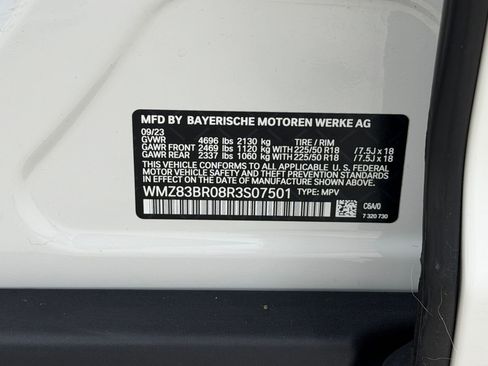 MFD BY BAYERISCHE MOTOREN WERKE AG
09/23
GVWR 4696 lbs 2130 kg TIRE / RIM
GAWR FRONT 2469 lbs 1120 kg WITH 225/50 R18 /7.5J x 18
GAWR REAR 2337 lbs 1060 kg WITH 225/50 R18 /7.5J x 18
THIS VEHICLE CONFORMS TO ALL APPLICABLE U.S. FEDERAL
MOTOR VEHICLE SAFETY AND THEFT PREVENTION STANDARDS
IN EFFECT ON THE DATE OF MANUFACTURE SHOWN ABOVE.
WMZ83BR08R3S07501 TYPE: MPV
C6A/0
7 320 730